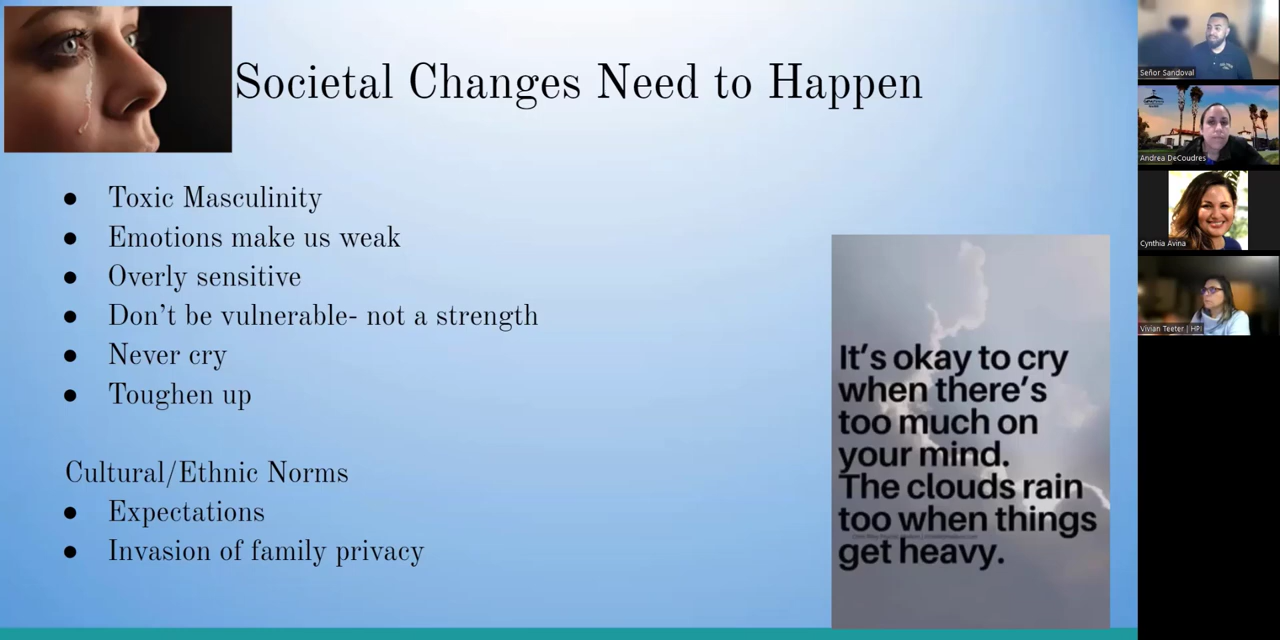 Societal Changes Need to Happen
● Toxic Masculinity
● Emotions make us weak
● Overly sensitive
● Don't be vulnerable- not a strength
● Never cry
● Toughen up
Cultural/Ethnic Norms
● Expectations
● Invasion of family privacy
It's okay to cry
when there's
too much on
your mind.
The clouds rain
too when things
get heavy.
Señor Sandoval
Andrea DeCoudres
Cynthia Avina
Vivian Teeter | HPI